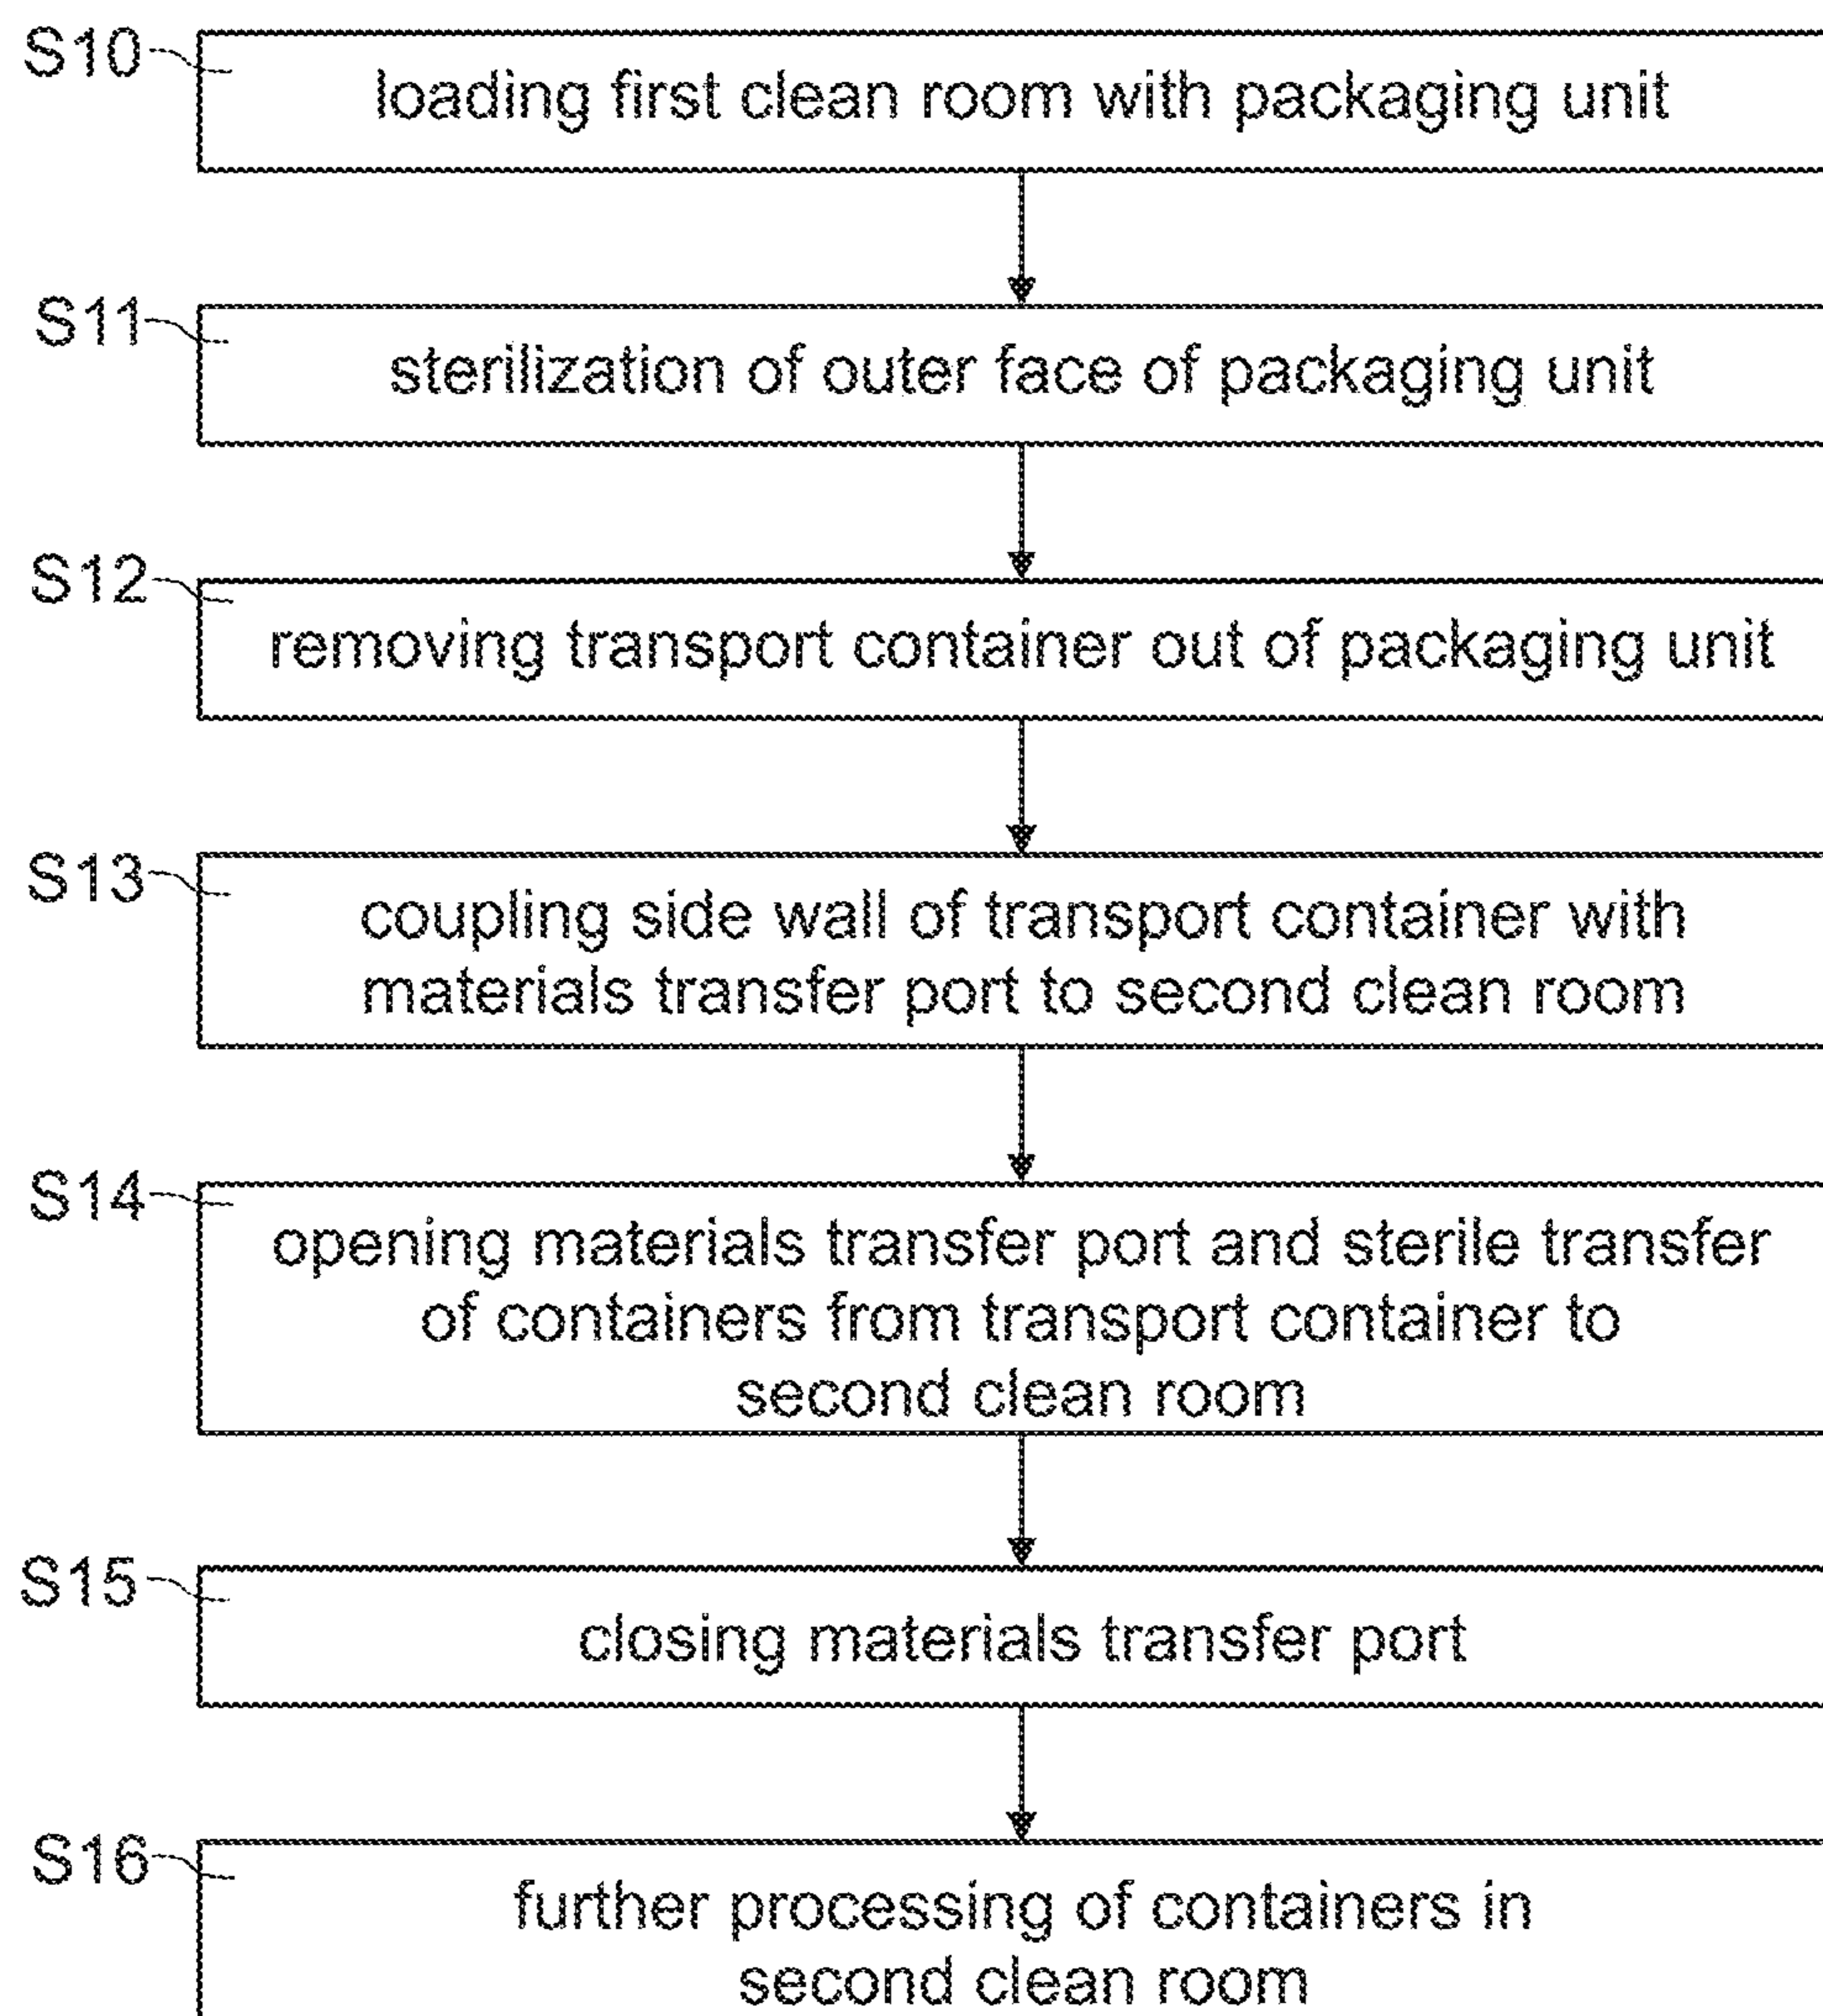 S10
loading first clean room with packaging unit
S11
sterilization of outer face of packaging unit
S12
removing transport container out of packaging unit
S13
coupling side wall of transport container with
materials transfer port to second clean room
S14
opening materials transfer port and sterile transfer
of containers from transport container to
second clean room
S15
closing materials transfer port
S16
further processing of containers in
second clean room